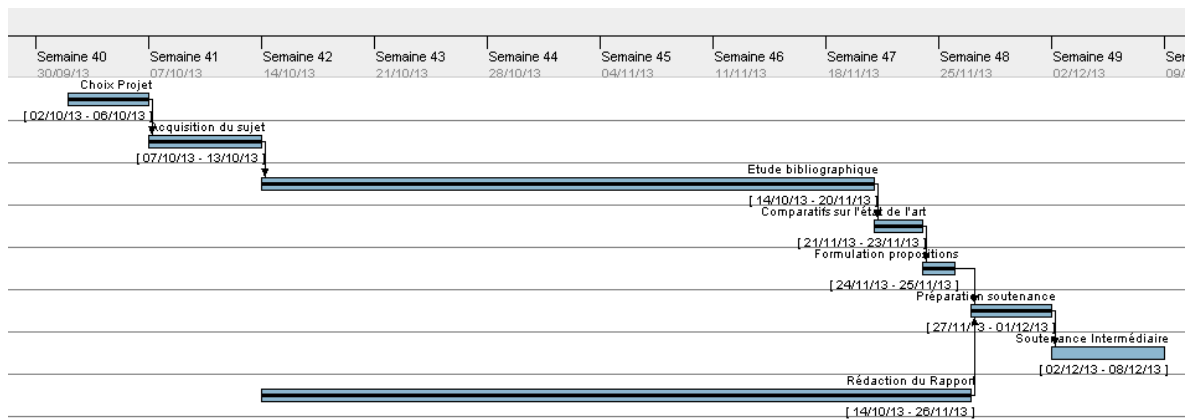 Semaine 40 Semaine 41 Semaine 42 Semaine 43 Semaine 44 Semaine 45 Semaine 46 Semaine 47 Semaine 48 Semaine 49 Sem
30/09/13 07/10/13 14/10/13 21/10/13 28/10/13 04/11/13 11/11/13 18/11/13 25/11/13 02/12/13 09/
Choix Projet
[ 02/10/13 - 06/10/13 ]
Acquisition du sujet
[ 07/10/13 - 13/10/13 ]
Etude bibliographique
[ 14/10/13 - 20/11/13 ]
Comparatifs sur l'état de l'art
[ 21/11/13 - 23/11/13 ]
Formulation propositions
[ 24/11/13 - 25/11/13 ]
Préparation soutenance
[ 27/11/13 - 01/12/13 ]
Soutenance Intermédiaire
[ 02/12/13 - 08/12/13 ]
Rédaction du Rapport
[ 14/10/13 - 26/11/13 ]